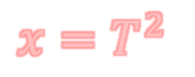 x = T²